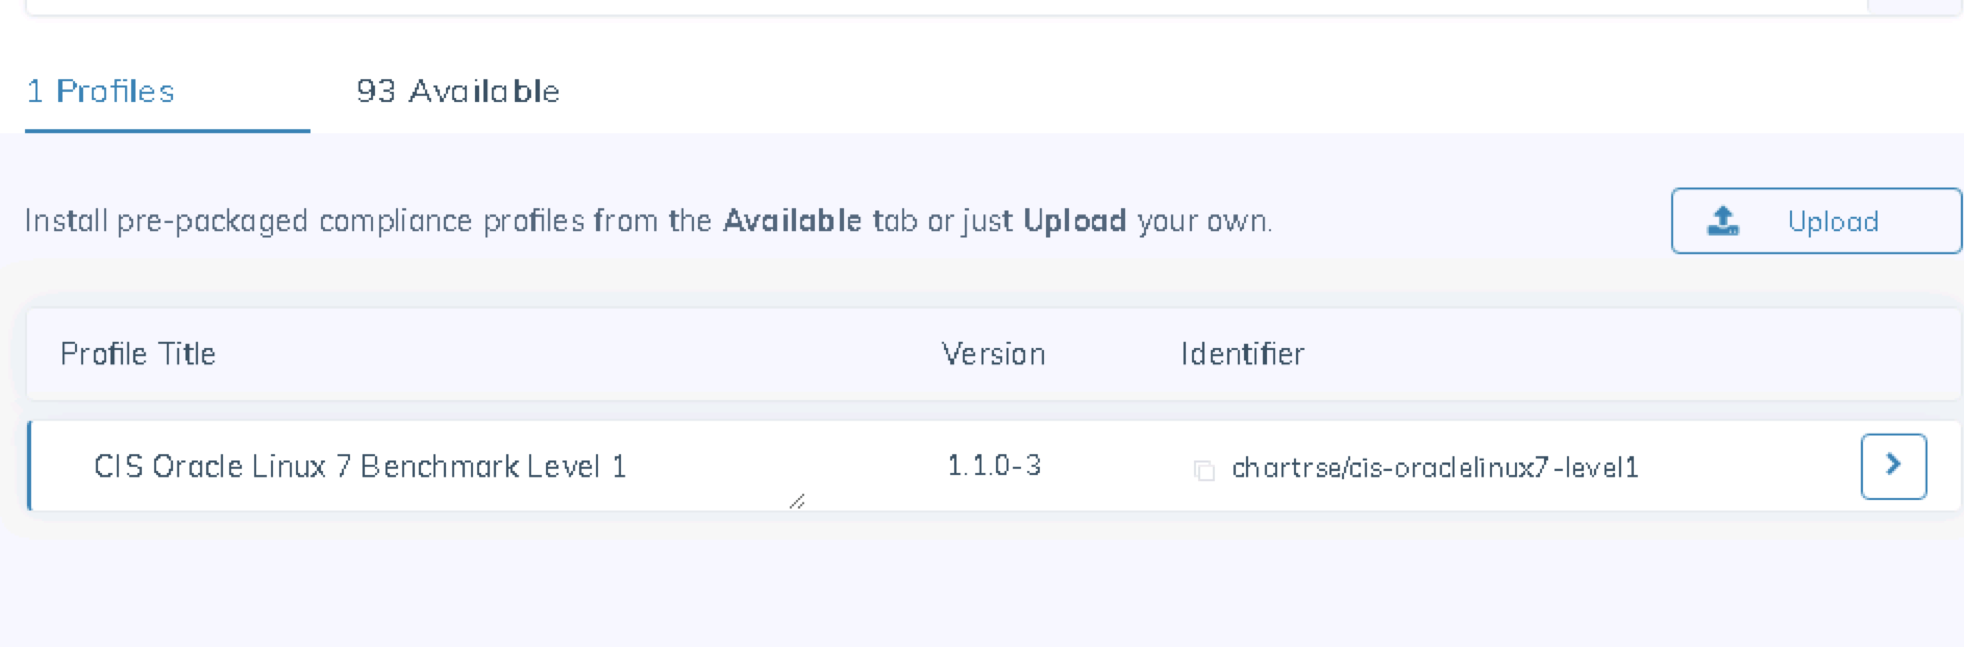 1 Profiles 93 Available
Install pre-packaged compliance profiles from the Available tab or just Upload your own.
Upload
Profile Title Version Identifier
CIS Oracle Linux 7 Benchmark Level 1 1.1.0-3 chartrse/cis-oraclelinux7-level1